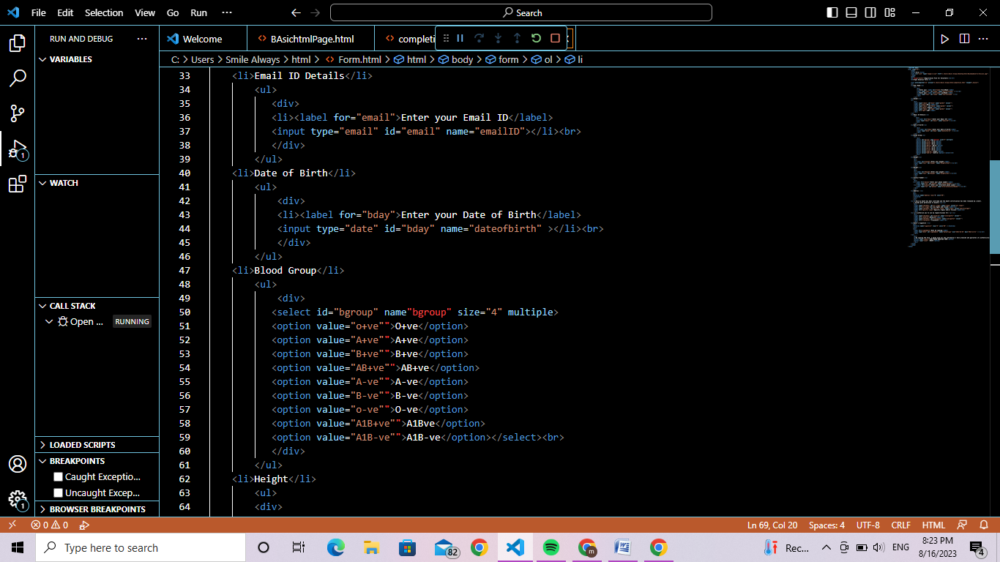 File Edit Selection View Go Run ··· Search
RUN AND DEBUG ··· Welcome BAsichtmlPage.html completi
VARIABLES
C: > Users > Smile Always > html > Form.html > html > body > form > ol > li
33 <li>Email ID Details</li>
34 <ul>
35 <div>
36 <li><label for="email">Enter your Email ID</label>
37 <input type="email" id="email" name="emailID"></li><br>
38 </div>
39 </ul>
40 <li>Date of Birth</li>
41 <ul>
42 <div>
43 <li><label for="bday">Enter your Date of Birth</label>
44 <input type="date" id="bday" name="dateofbirth" ></li><br>
45 </div>
46 </ul>
47 <li>Blood Group</li>
48 <ul>
49 <div>
50 <select id="bgroup" name"bgroup" size="4" multiple>
51 <option value="o+ve"">O+ve</option>
52 <option value="A+ve"">A+ve</option>
53 <option value="B+ve"">B+ve</option>
54 <option value="AB+ve"">AB+ve</option>
55 <option value="A-ve"">A-ve</option>
56 <option value="B-ve"">B-ve</option>
57 <option value="o-ve"">O-ve</option>
58 <option value="A1B+ve"">A1Bve</option>
59 <option value="A1B-ve"">A1B-ve</option></select><br>
60 </div>
61 </ul>
62 <li>Height</li>
63 <ul>
64 <div>
1
WATCH
CALL STACK
Open ... RUNNING
LOADED SCRIPTS
BREAKPOINTS
Caught Exceptio...
Uncaught Excep...
BROWSER BREAKPOINTS
1
0 0 Ln 69, Col 20 Spaces: 4 UTF-8 CRLF HTML
Type here to search 82 m Rec... ENG 8:23 PM
8/16/2023 4